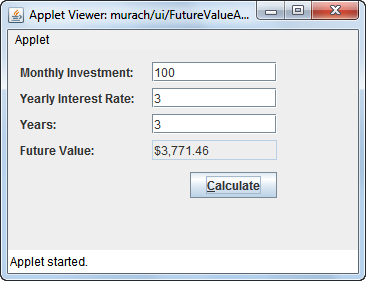 Applet Viewer: murach/ui/FutureValueA...
Applet
Monthly Investment: 100
Yearly Interest Rate: 3
Years: 3
Future Value: $3,771.46
Calculate
Applet started.